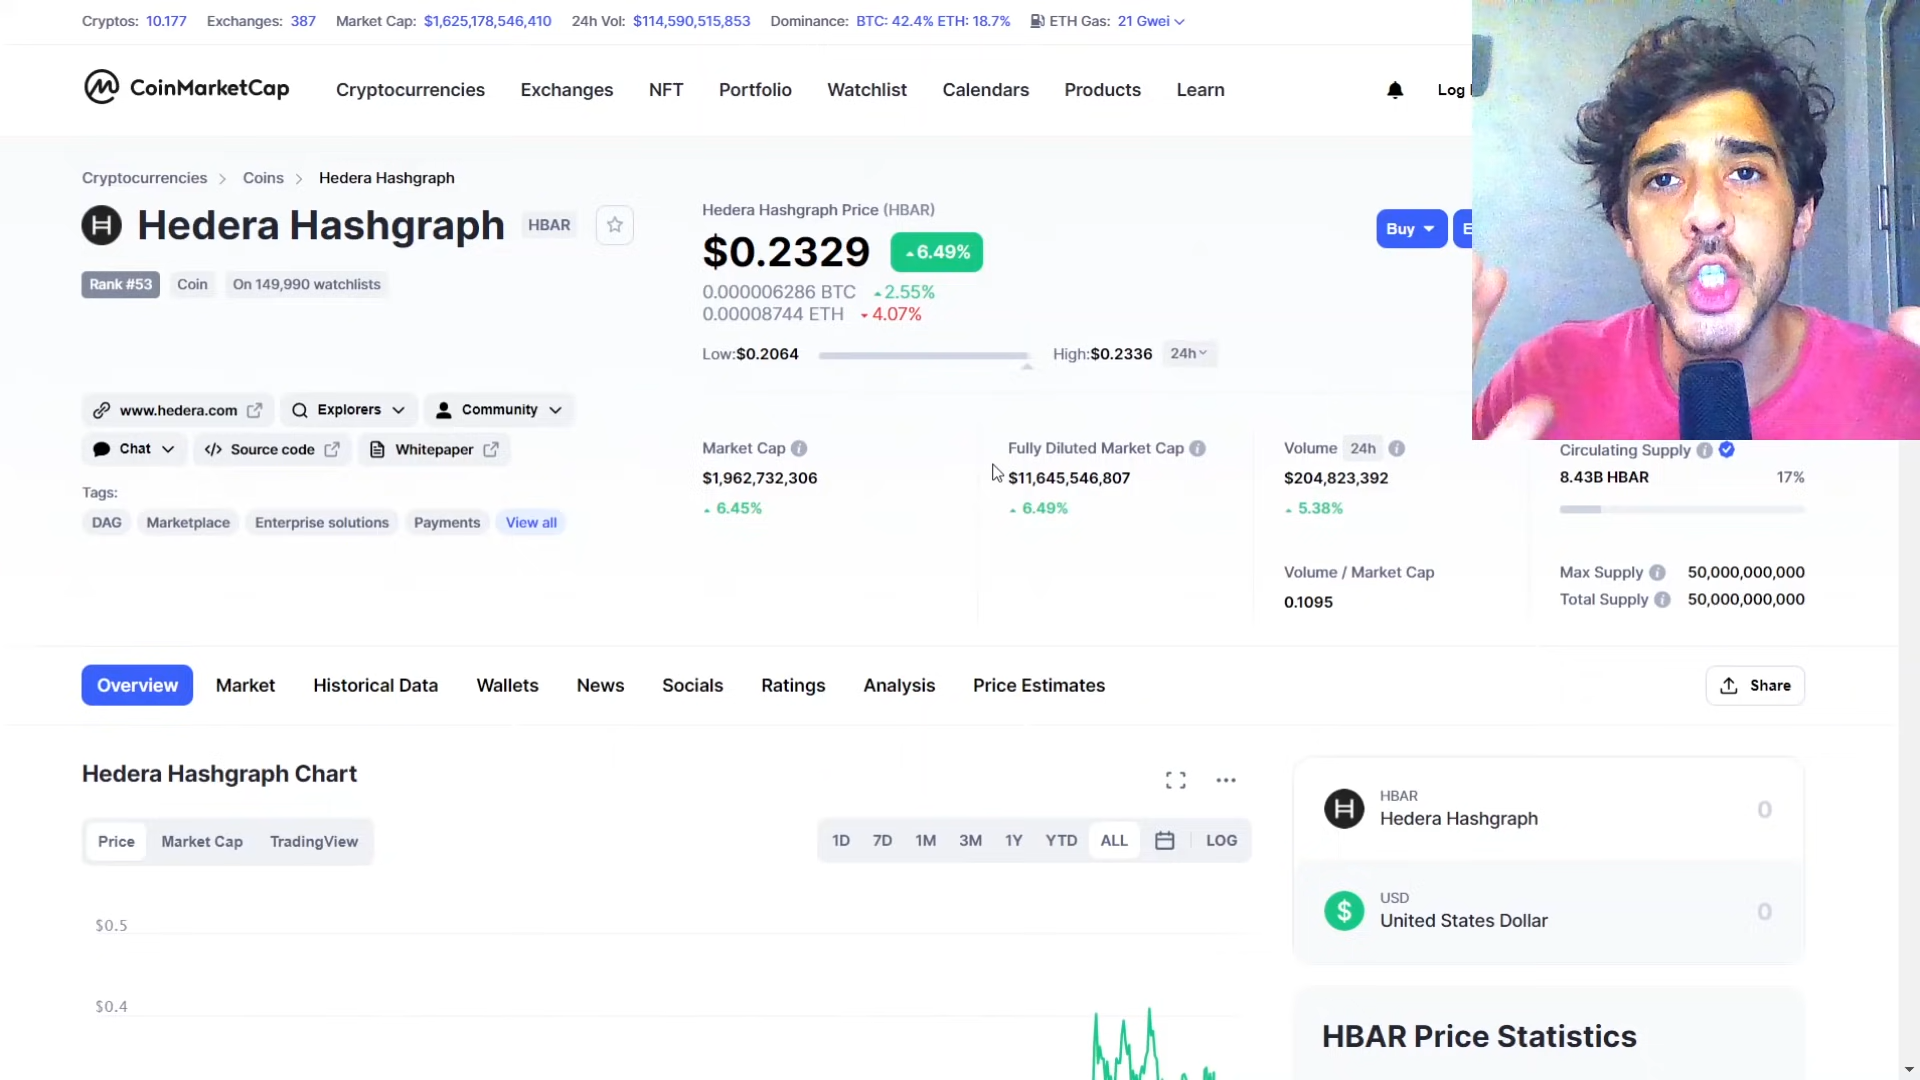 Cryptos: 10.177 Exchanges: 387 Market Cap: $1,625,178,546,410 24h Vol: $114,590,515,853 Dominance: BTC: 42.4% ETH: 18.7% ETH Gas: 21 Gwei
CoinMarketCap Cryptocurrencies Exchanges NFT Portfolio Watchlist Calendars Products Learn Log
Cryptocurrencies Coins Hedera Hashgraph
Hedera Hashgraph HBAR
Rank #53 Coin On 149,990 watchlists
Hedera Hashgraph Price (HBAR)
$0.2329 6.49%
0.000006286 BTC 2.55%
0.00008744 ETH 4.07%
Low:$0.2064 High:$0.2336 24h
Buy
www.hedera.com Explorers Community
Chat Source code Whitepaper
Tags:
DAG Marketplace Enterprise solutions Payments View all
Market Cap
$1,962,732,306
6.45%
Fully Diluted Market Cap
$11,645,546,807
6.49%
Volume 24h
$204,823,392
5.38%
Volume / Market Cap
0.1095
Circulating Supply
8.43B HBAR 17%
Max Supply 50,000,000,000
Total Supply 50,000,000,000
Overview Market Historical Data Wallets News Socials Ratings Analysis Price Estimates Share
Hedera Hashgraph Chart
Price Market Cap TradingView 1D 7D 1M 3M 1Y YTD ALL LOG
$0.5
$0.4
HBAR
Hedera Hashgraph 0
USD
United States Dollar 0
HBAR Price Statistics